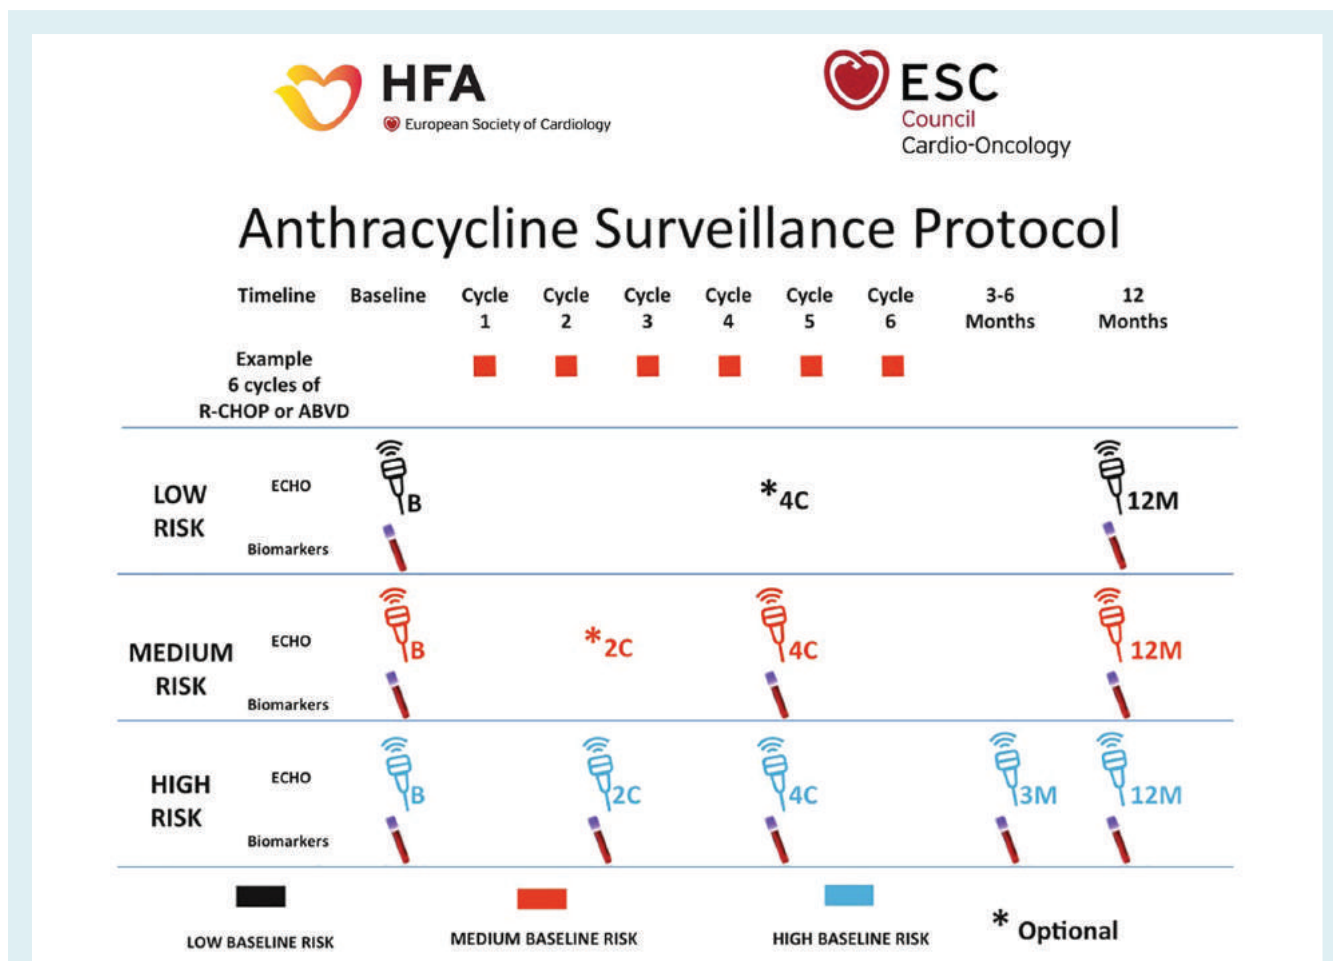 HFA
European Society of Cardiology
ESC
Council
Cardio-Oncology
Anthracycline Surveillance Protocol
Timeline Baseline Cycle 1 Cycle 2 Cycle 3 Cycle 4 Cycle 5 Cycle 6 3-6 Months 12 Months
Example
6 cycles of
R-CHOP or ABVD
LOW
RISK
ECHO
B
*4C
12M
Biomarkers
MEDIUM
RISK
ECHO
B
*2C
4C
12M
Biomarkers
HIGH
RISK
ECHO
B
2C
4C
3M
12M
Biomarkers
LOW BASELINE RISK
MEDIUM BASELINE RISK
HIGH BASELINE RISK
* Optional